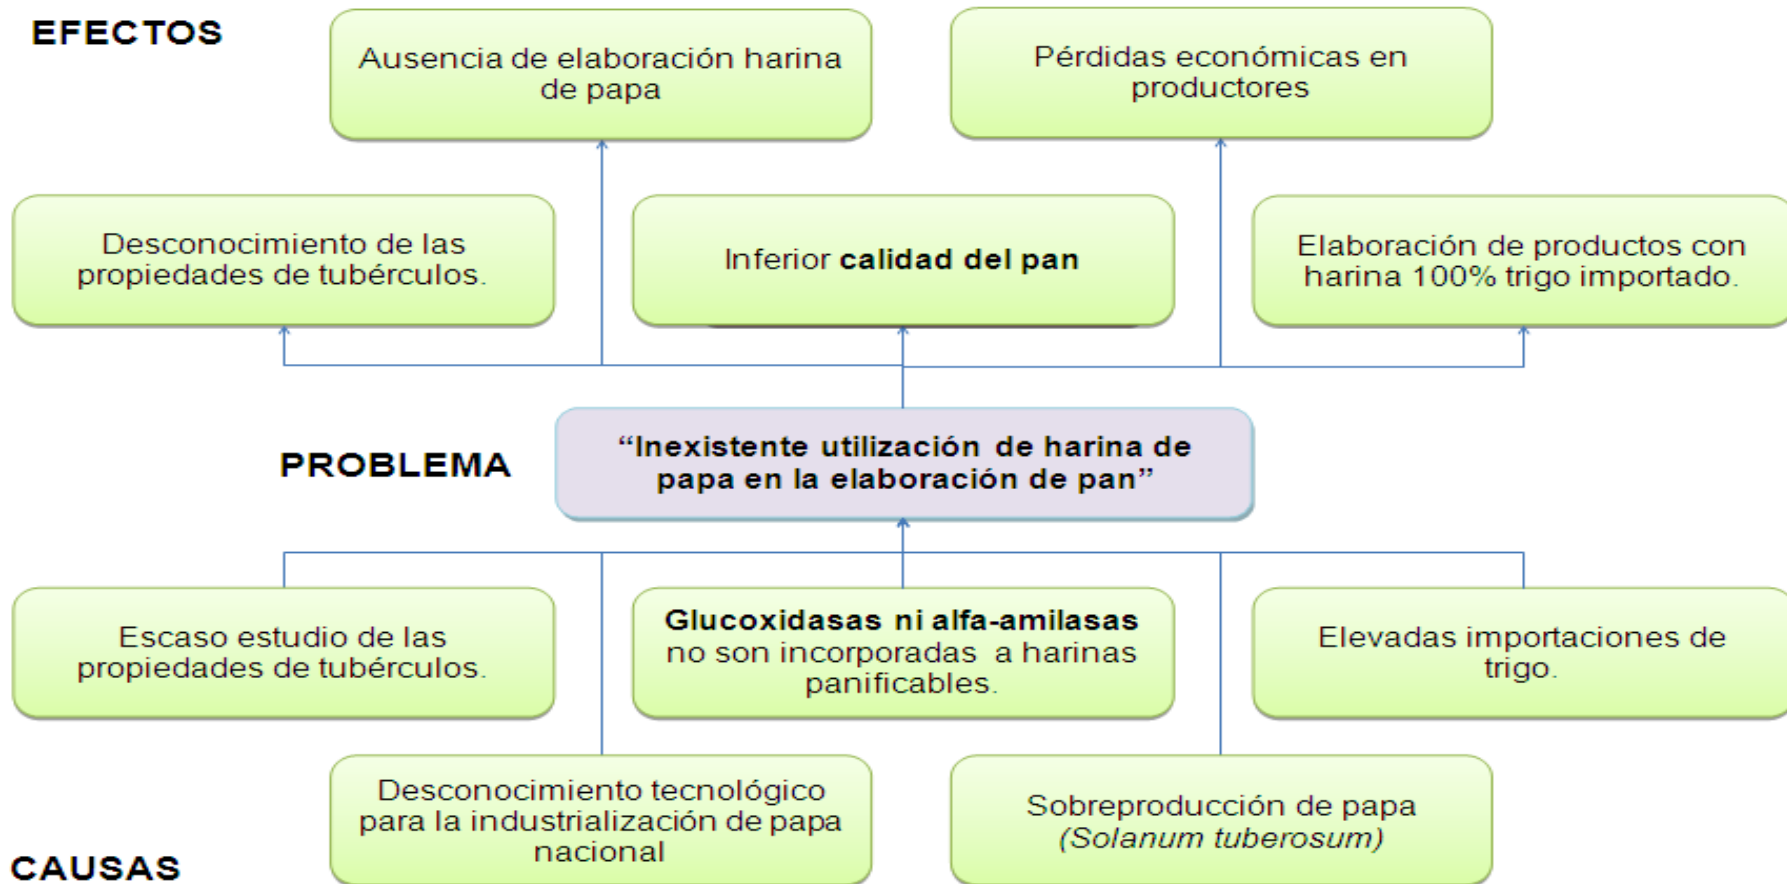 EFECTOS
Ausencia de elaboración harina
de papa
Pérdidas económicas en
productores
Desconocimiento de las
propiedades de tubérculos.
Inferior calidad del pan
Elaboración de productos con
harina 100% trigo importado.
PROBLEMA
“Inexistente utilización de harina de
papa en la elaboración de pan”
Escaso estudio de las
propiedades de tubérculos.
Glucoxidasas ni alfa-amilasas
no son incorporadas a harinas
panificables.
Elevadas importaciones de
trigo.
Desconocimiento tecnológico
para la industrialización de papa
nacional
Sobreproducción de papa
(Solanum tuberosum)
CAUSAS